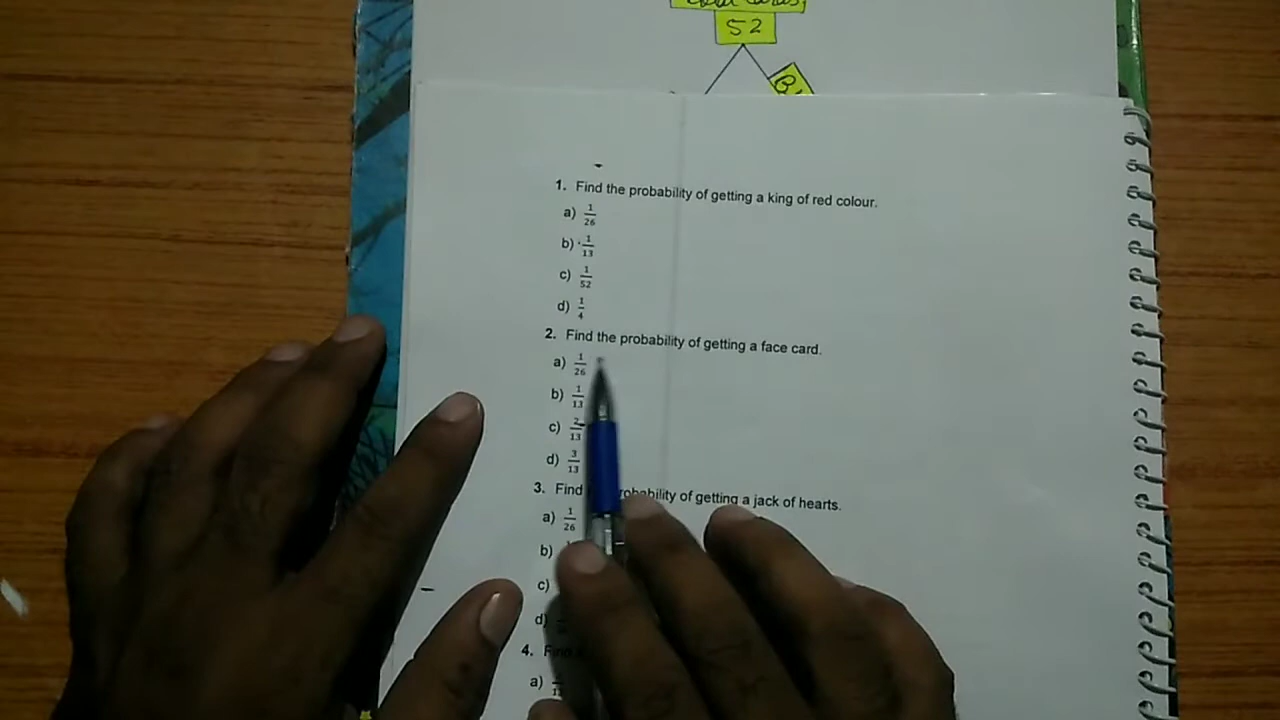 52
1. Find the probability of getting a king of red colour.
a) 1/26
b) 1/13
c) 1/52
d) 1/4
2. Find the probability of getting a face card.
a) 1/26
b) 1/13
c) 2/13
d) 3/13
3. Find probability of getting a jack of hearts.
a) 1/26
b)
c)
d)
4.
a)